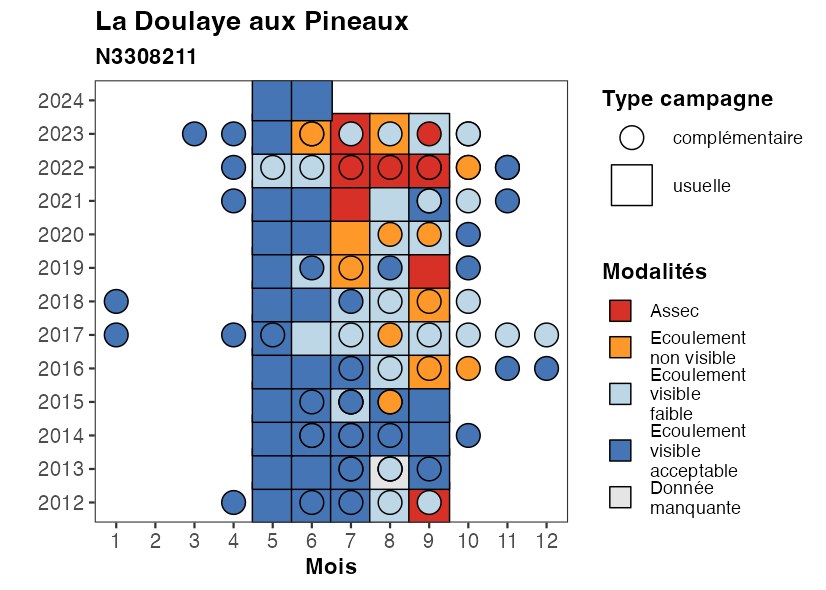 La Doulaye aux Pineaux
N3308211
2024
2023
2022
2021
2020
2019
2018
2017
2016
2015
2014
2013
2012
1 2 3 4 5 6 7 8 9 10 11 12
Mois
Type campagne
complémentaire
usuelle
Modalités
Assec
Ecoulement
non visible
Ecoulement
visible
faible
Ecoulement
visible
acceptable
Donnée
manquante